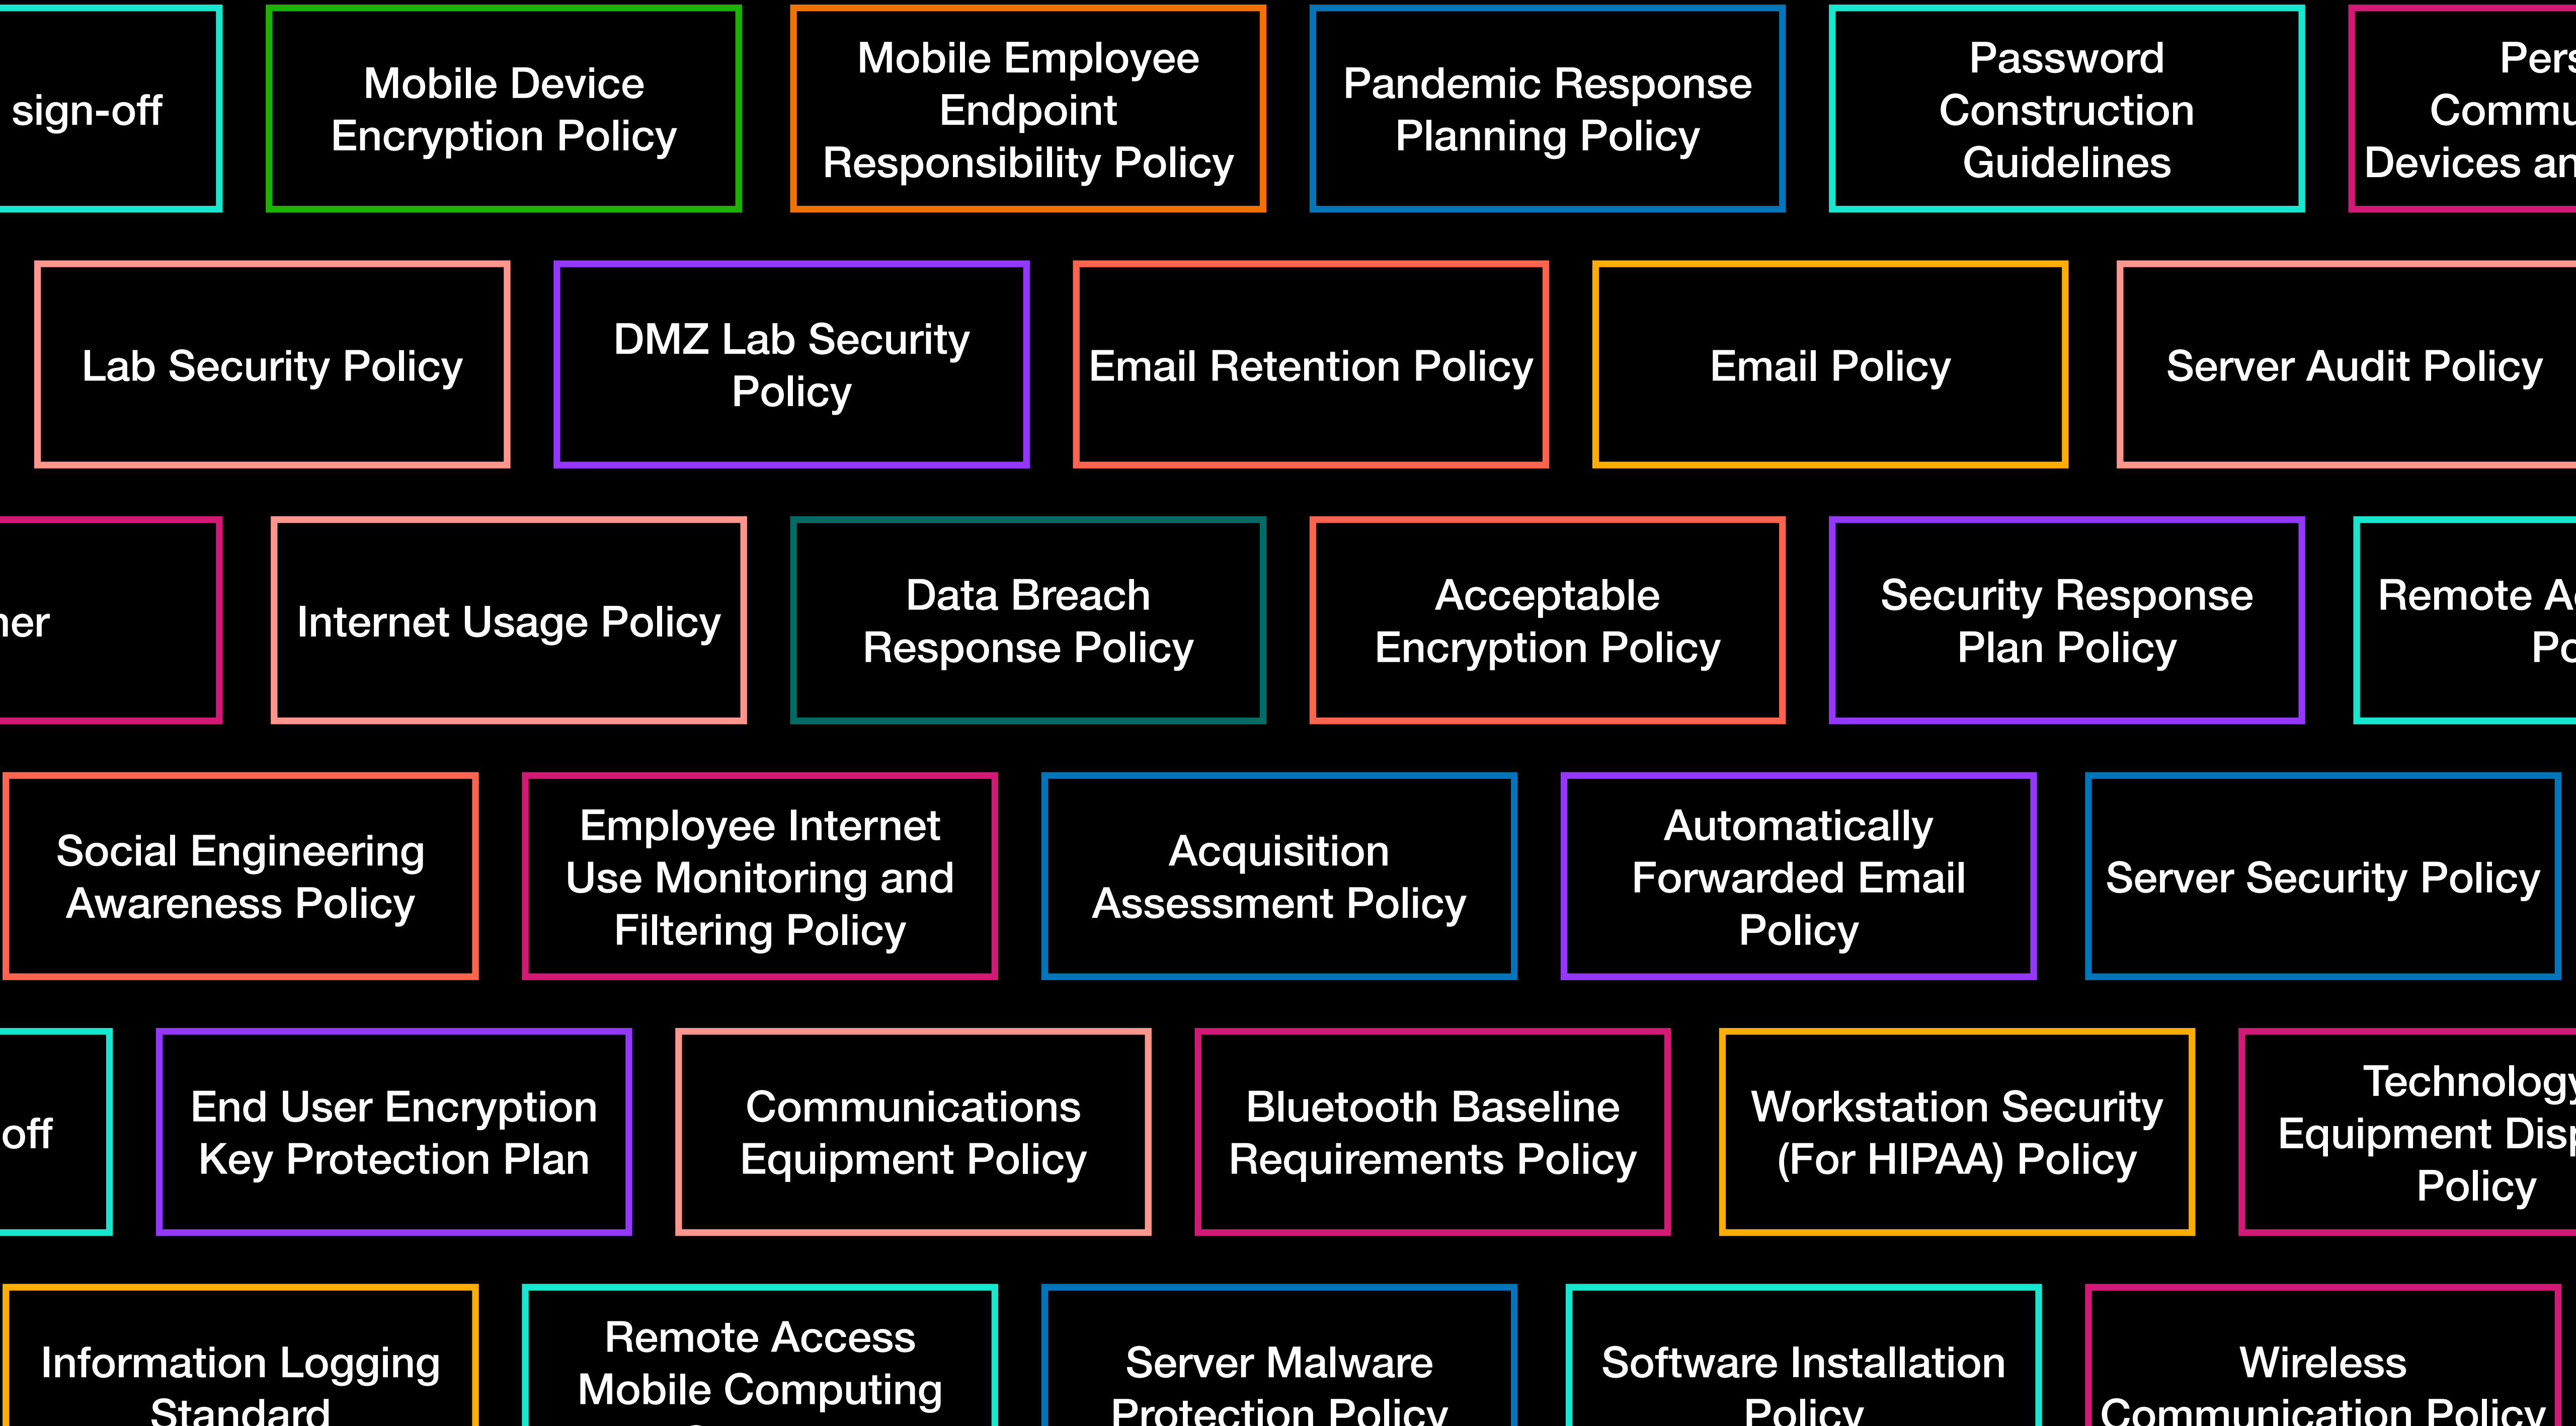 sign-off
Mobile Device
Encryption Policy
Mobile Employee
Endpoint
Responsibility Policy
Pandemic Response
Planning Policy
Password
Construction
Guidelines
Devices
Lab Security Policy
DMZ Lab Security
Policy
Email Retention Policy
Email Policy
Server Audit Policy
Internet Usage Policy
Data Breach
Response Policy
Acceptable
Encryption Policy
Security Response
Plan Policy
Remote
Social Engineering
Awareness Policy
Employee Internet
Use Monitoring and
Filtering Policy
Acquisition
Assessment Policy
Automatically
Forwarded Email
Policy
Server Security Policy
off
End User Encryption
Key Protection Plan
Communications
Equipment Policy
Bluetooth Baseline
Requirements Policy
Workstation Security
(For HIPAA) Policy
Technology
Equipment
Policy
Information Logging
Standard
Remote Access
Mobile Computing
Server Malware
Protection Policy
Software Installation
Policy
Wireless
Communication Policy